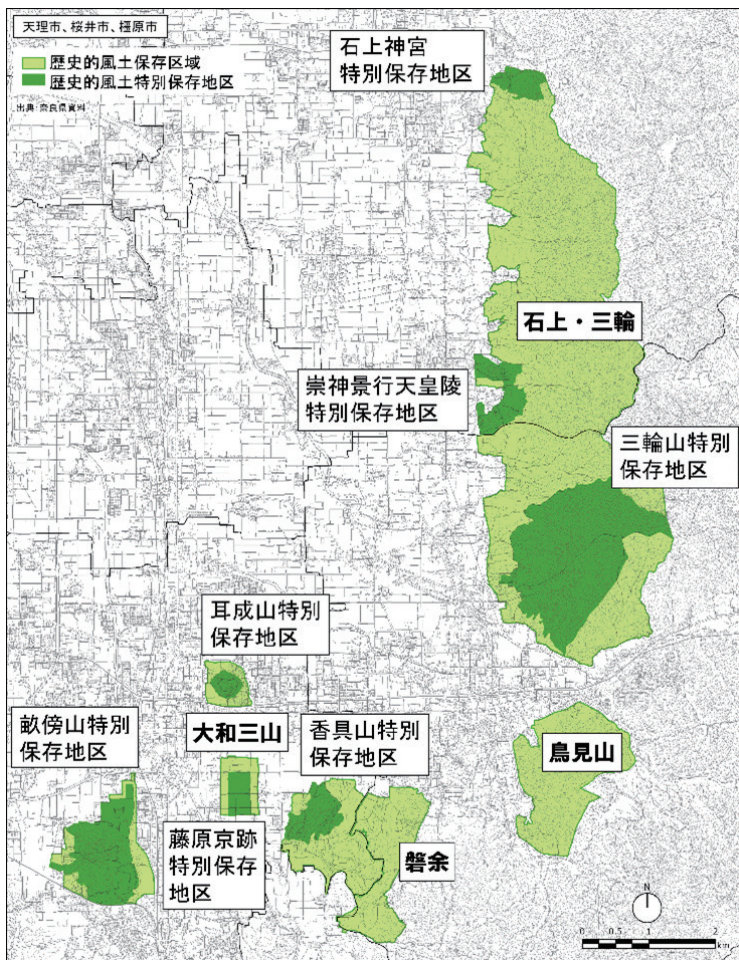 天理市、桜井市、橿原市
歴史的風土保存区域
歴史的風土特別保存地区
出典:奈良県資料
石上神宮
特別保存地区
石上・三輪
崇神景行天皇陵
特別保存地区
三輪山特別
保存地区
耳成山特別
保存地区
畝傍山特別
保存地区
大和三山
香具山特別
保存地区
鳥見山
藤原京跡
特別保存
地区
磐余
N
0 0.5 1 2
km